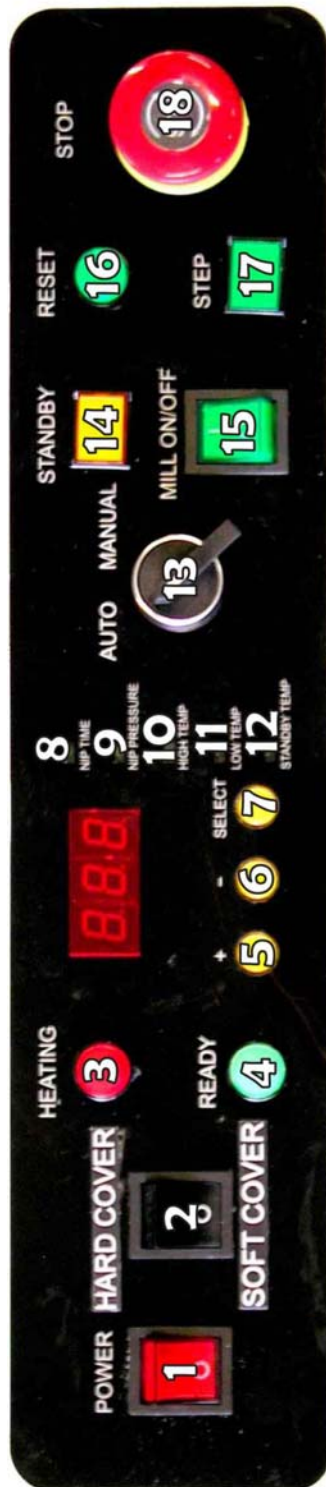 POWER
1
HARD COVER
2
SOFT COVER
HEATING
3
READY
4
888
+
5
-
6
SELECT
7
8
NIP TIME
9
NIP PRESSURE
10
HIGH TEMP
11
LOW TEMP
12
STANDBY TEMP
AUTO
MANUAL
13
STANDBY
14
MILL ON/OFF
15
RESET
16
STEP
17
STOP
18